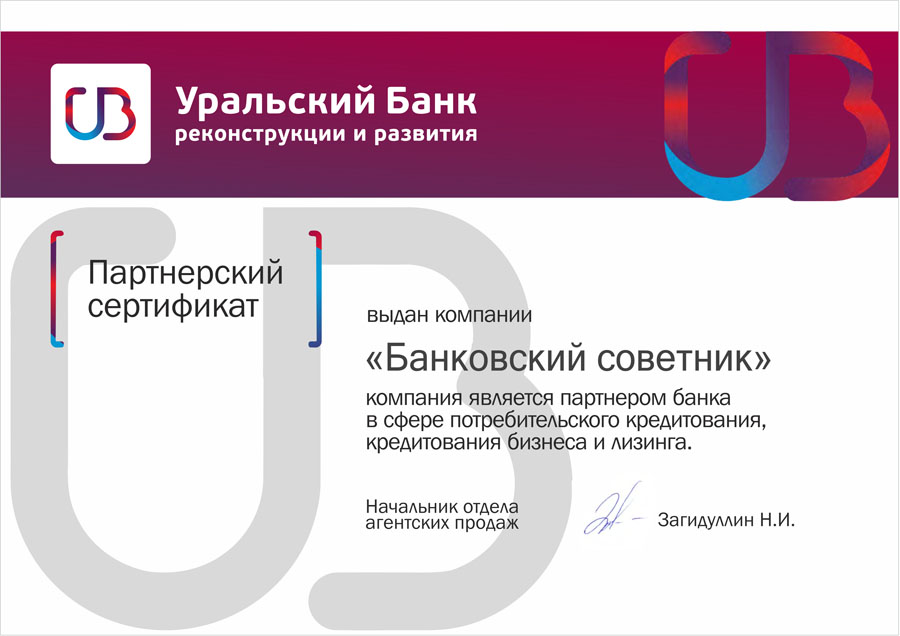 UB
Уральский Банк
реконструкции и развития
Партнерский
сертификат
выдан компании
«Банковский советник»
компания является партнером банка
в сфере потребительского кредитования,
кредитования бизнеса и лизинга.
Начальник отдела
агентских продаж
Загидуллин Н.И.